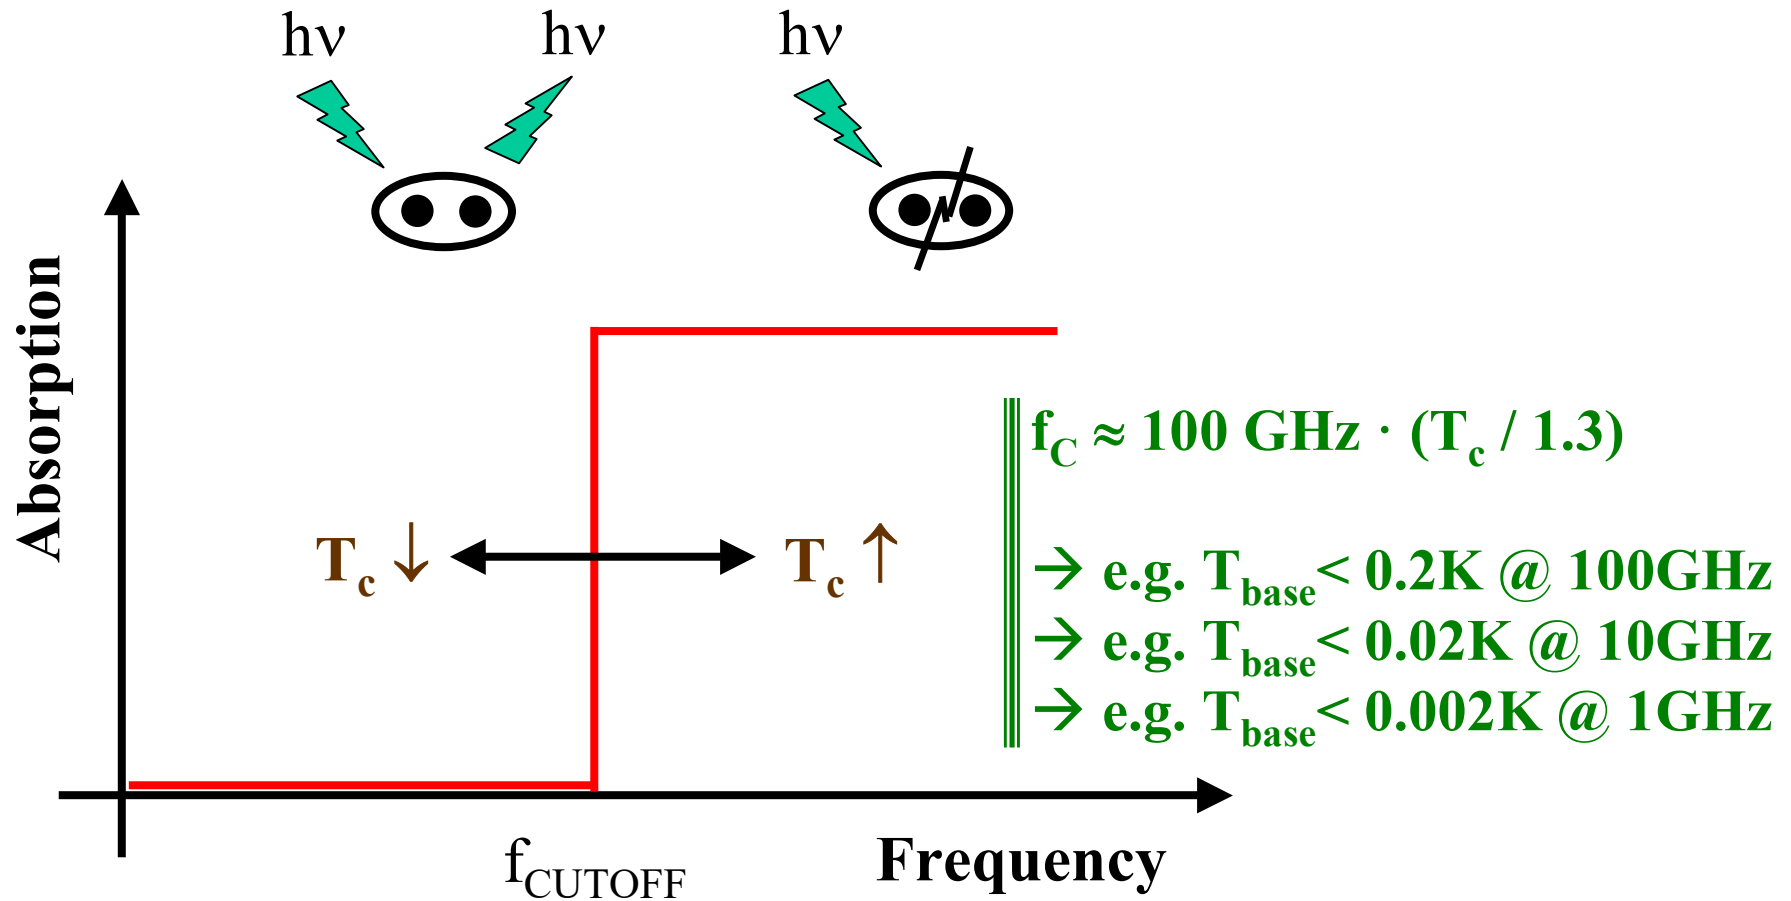 hν
hν
hν
Absorption
f_C ≈ 100 GHz · (T_c / 1.3)
T_c ↓
T_c ↑
→ e.g. T_base< 0.2K @ 100GHz
→ e.g. T_base< 0.02K @ 10GHz
→ e.g. T_base< 0.002K @ 1GHz
f_CUTOFF
Frequency